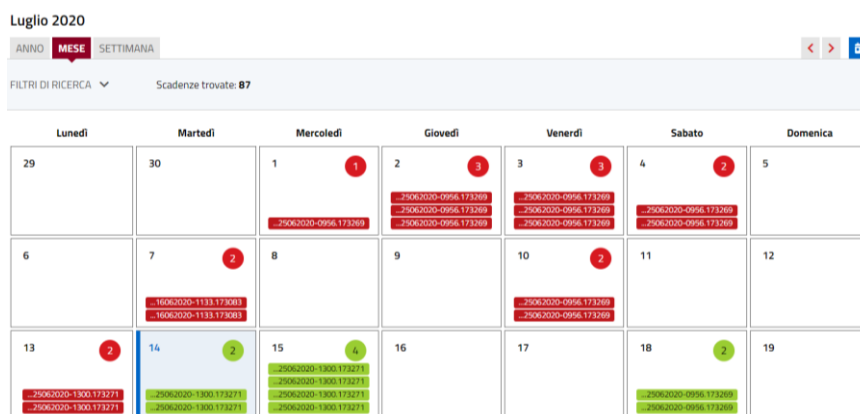 Luglio 2020
ANNO MESE SETTIMANA
FILTRI DI RICERCA Scadenze trovate: 87
Lunedì Martedì Mercoledì Giovedì Venerdì Sabato Domenica
29 30 1 1 2 3 3 3 4 2 5
...25062020-0956.173269 ...25062020-0956.173269
...25062020-0956.173269 ...25062020-0956.173269 ...25062020-0956.173269
...25062020-0956.173269 ...25062020-0956.173269 ...25062020-0956.173269 ...25062020-0956.173269
6 7 2 8 9 10 2 11 12
...16062020-1133.173083 ...25062020-0956.173269
...16062020-1133.173083 ...25062020-0956.173269
13 2 14 2 15 4 16 17 18 2 19
...25062020-1300.173271
...25062020-1300.173271
...25062020-1300.173271 ...25062020-1300.173271 ...25062020-1300.173271 ...25062020-0956.173269
...25062020-1300.173271 ...25062020-1300.173271 ...25062020-1300.173271 ...25062020-0956.173269